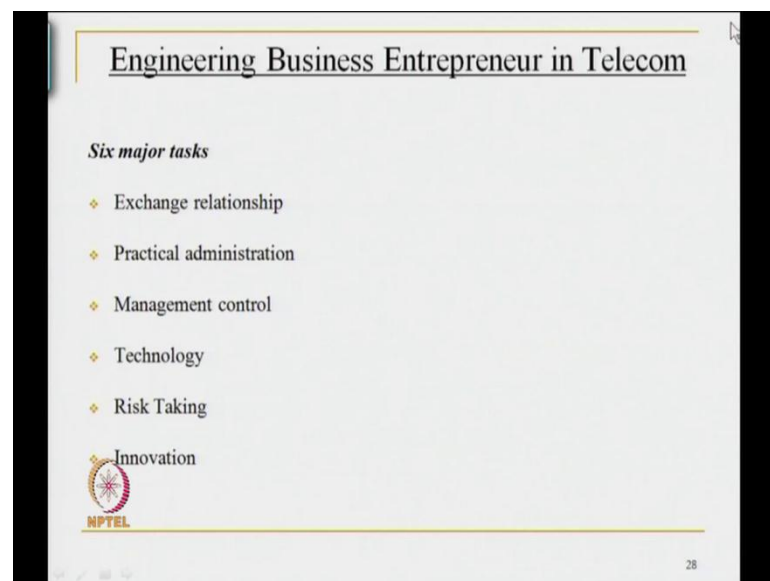 Engineering Business Entrepreneur in Telecom
Six major tasks
Exchange relationship
Practical administration
Management control
Technology
Risk Taking
Innovation
NPTEL
28